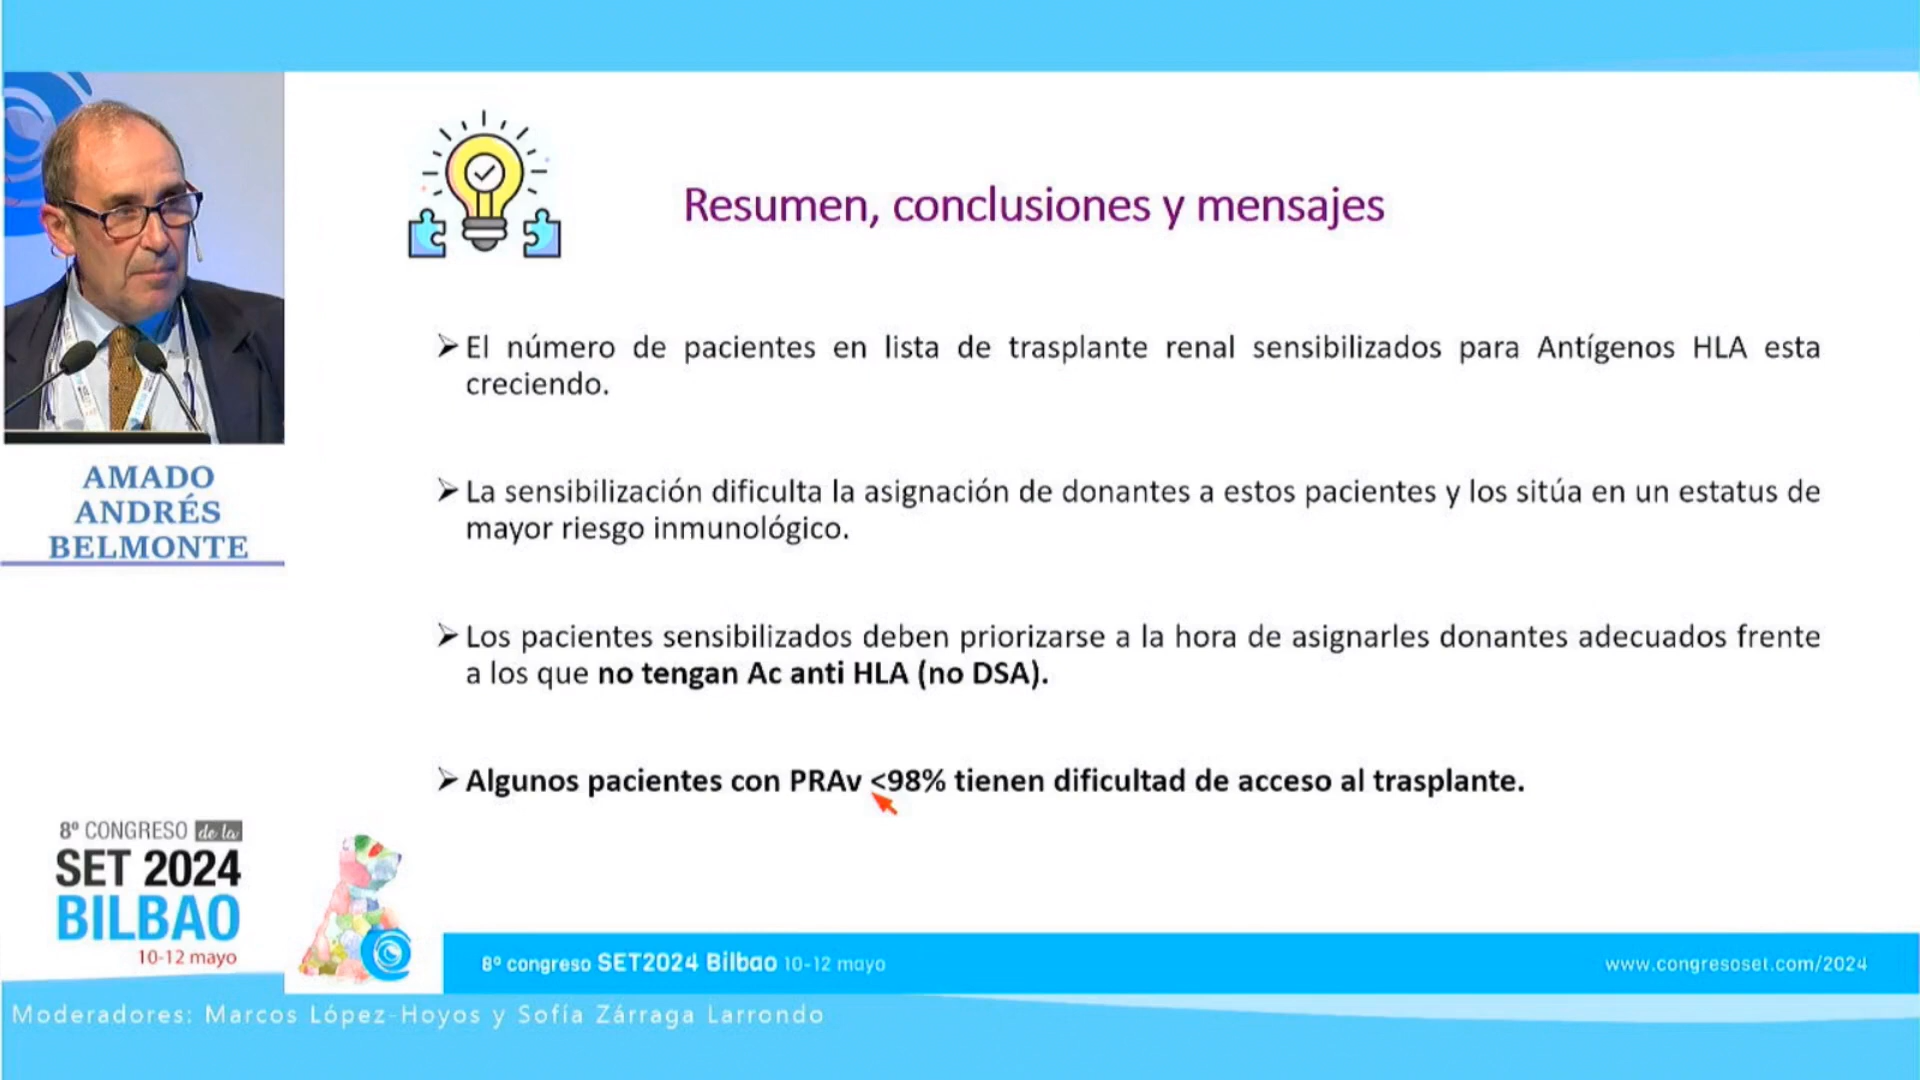 Resumen, conclusiones y mensajes
➢ El número de pacientes en lista de trasplante renal sensibilizados para Antígenos HLA esta
creciendo.
➢ La sensibilización dificulta la asignación de donantes a estos pacientes y los sitúa en un estatus de
mayor riesgo inmunológico.
➢ Los pacientes sensibilizados deben priorizarse a la hora de asignarles donantes adecuados frente
a los que no tengan Ac anti HLA (no DSA).
➢ Algunos pacientes con PRAv <98% tienen dificultad de acceso al trasplante.
AMADO
ANDRÉS
BELMONTE
8º CONGRESO de la
SET 2024
BILBAO
10-12 mayo
8º congreso SET2024 Bilbao 10-12 mayo
www.congresoset.com/2024
Moderadores: Marcos López-Hoyos y Sofía Zárraga Larrondo